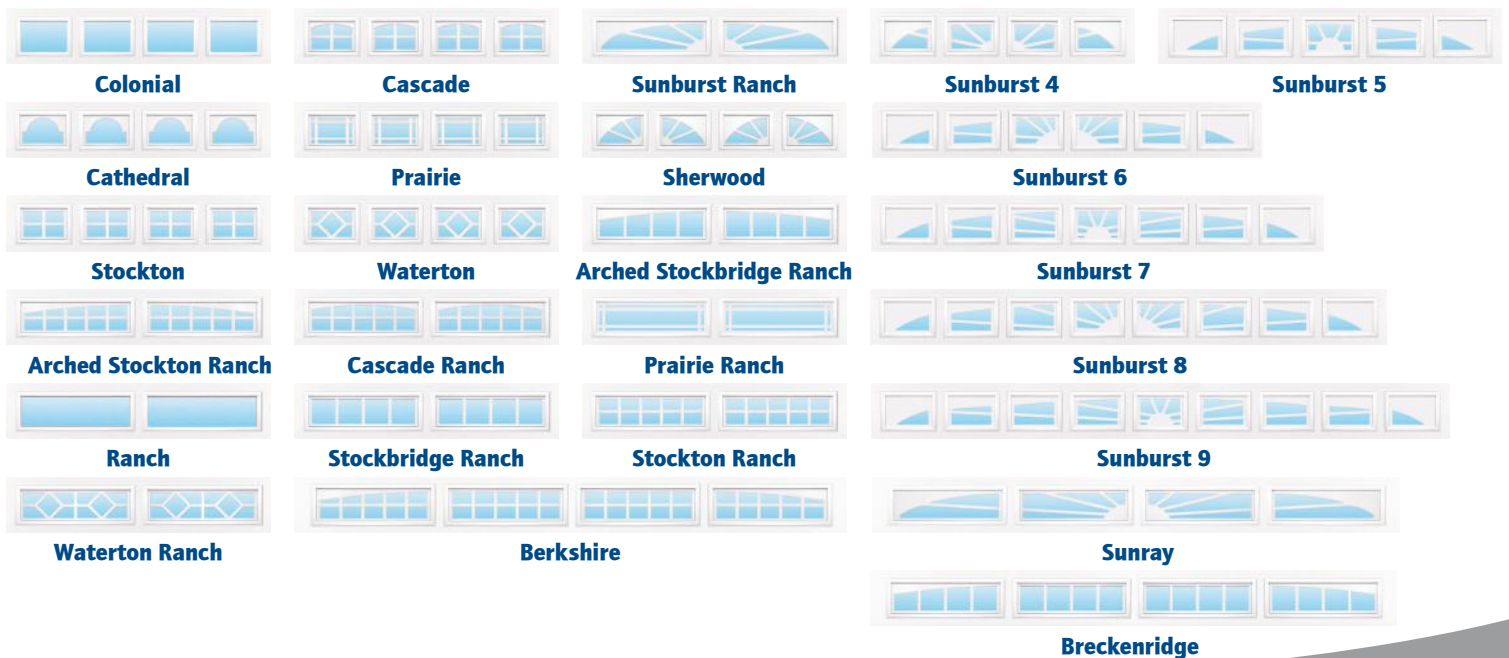 Colonial
Cascade
Sunburst Ranch
Sunburst 4
Sunburst 5
Cathedral
Prairie
Sherwood
Sunburst 6
Stockton
Waterton
Arched Stockbridge Ranch
Sunburst 7
Arched Stockton Ranch
Cascade Ranch
Prairie Ranch
Sunburst 8
Ranch
Stockbridge Ranch
Stockton Ranch
Sunburst 9
Waterton Ranch
Berkshire
Sunray
Breckenridge